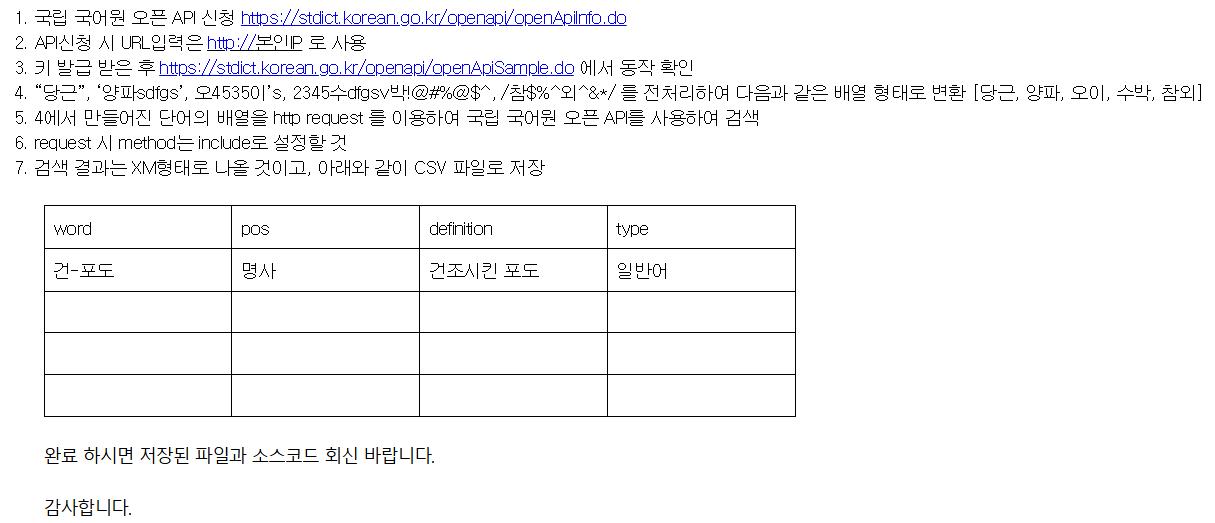 1. 국립 국어원 오픈 API 신청 https://stdict.korean.go.kr/openapi/openApiInfo.do
2. API신청 시 URL입력은 http://본인IP 로 사용
3. 키 발급 받은 후 https://stdict.korean.go.kr/openapi/openApiSample.do 에서 동작 확인
4. “당근”, ‘양파sdfgs’, 오4535이’s, 2345수dfgsv박!@#%@$^, /참$%^외^&*/ 를 전처리하여 다음과 같은 배열 형태로 변환 [당근, 양파, 오이, 수박, 참외]
5. 4에서 만들어진 단어의 배열을 http request 를 이용하여 국립 국어원 오픈 API를 사용하여 검색
6. request 시 method는 include로 설정할 것
7. 검색 결과는 XM형태로 나올 것이고, 아래와 같이 CSV 파일로 저장
word pos definition type
건-포도 명사 건조시킨 포도 일반어
완료 하시면 저장된 파일과 소스코드 회신 바랍니다.
감사합니다.